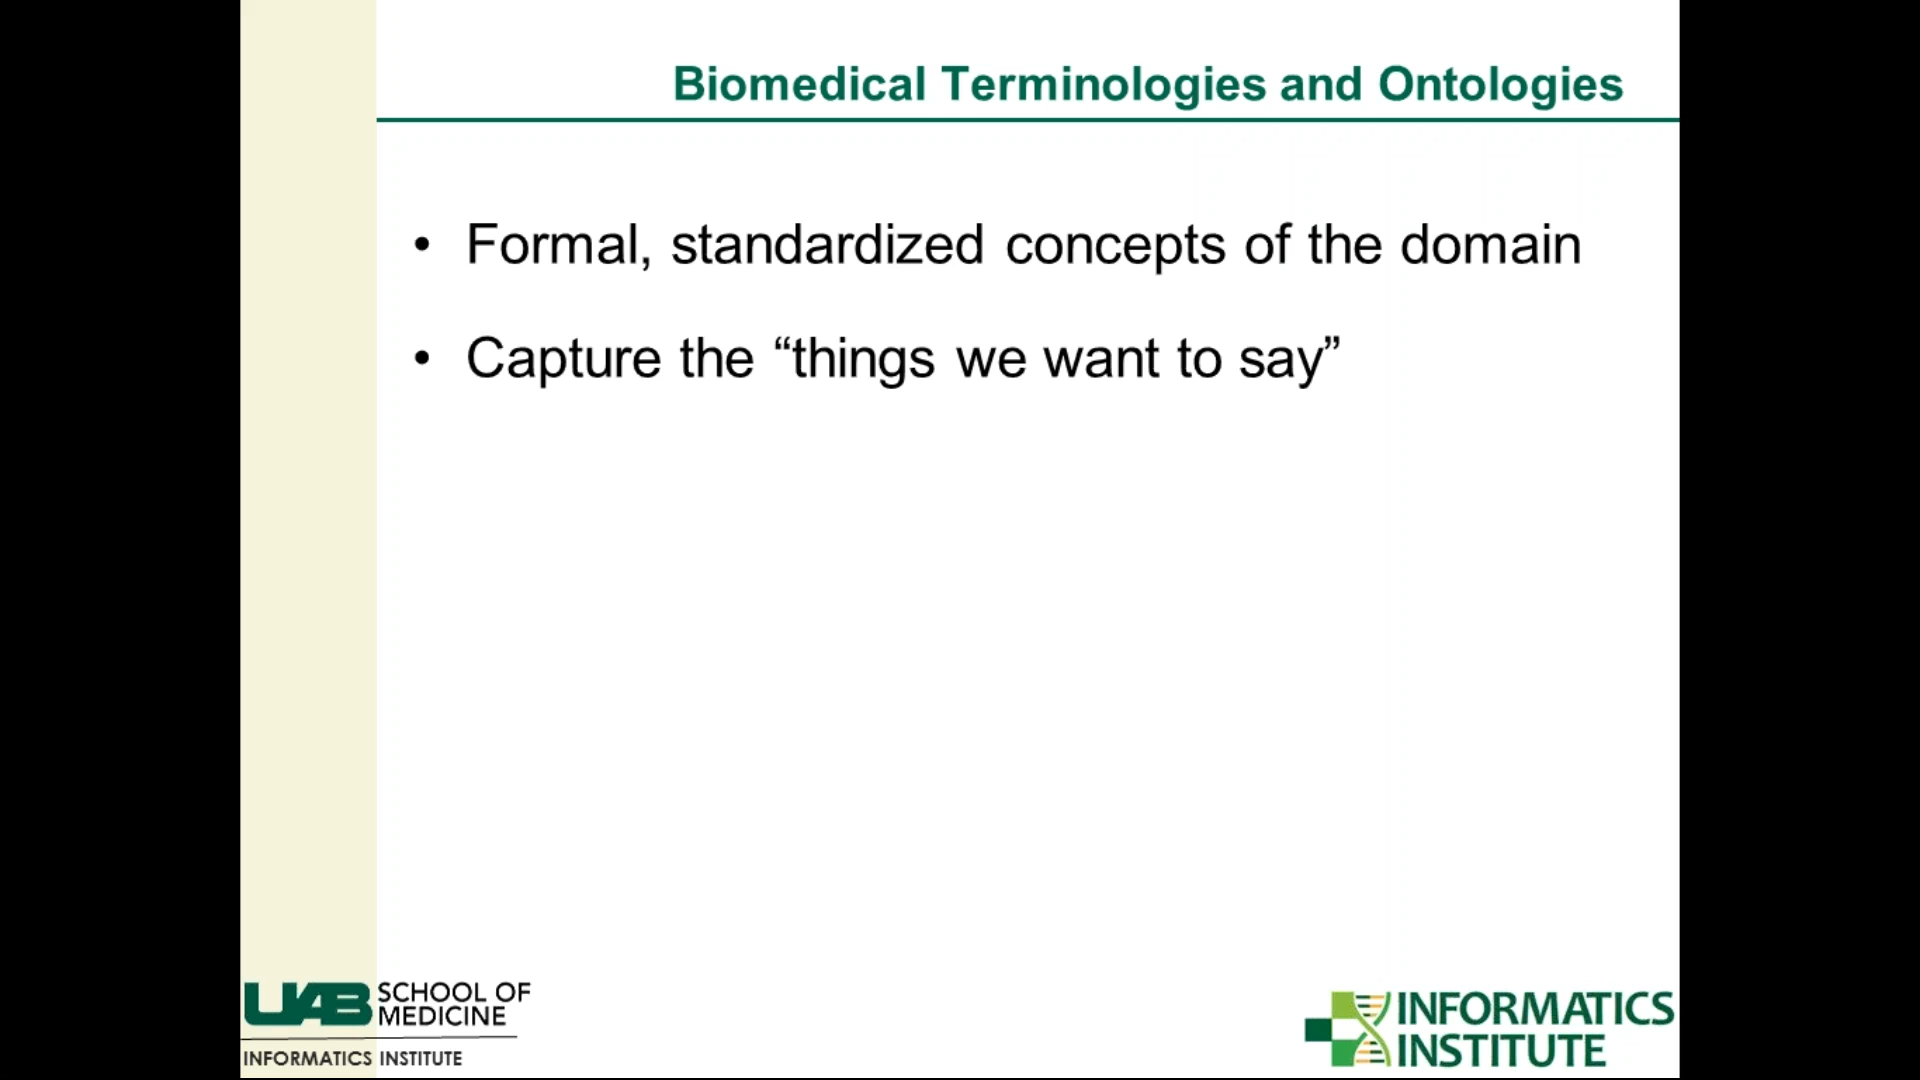 Biomedical Terminologies and Ontologies
• Formal, standardized concepts of the domain
• Capture the “things we want to say”
UAB SCHOOL OF
MEDICINE
INFORMATICS INSTITUTE
INFORMATICS
INSTITUTE